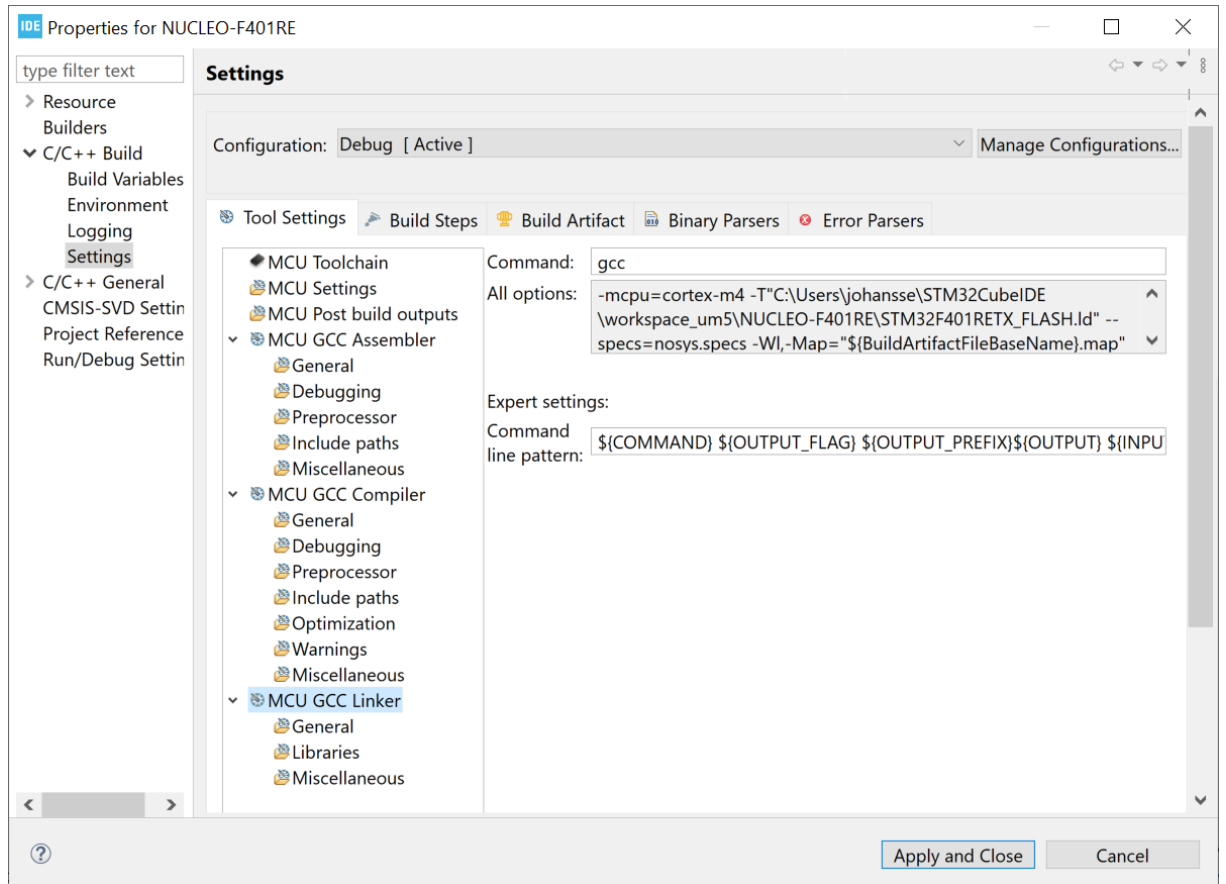 IDE Properties for NUCLEO-F401RE
type filter text
Resource
Builders
C/C++ Build
Build Variables
Environment
Logging
Settings
C/C++ General
CMSIS-SVD Settin
Project Reference
Run/Debug Settin
Settings
Configuration: Debug [ Active ] Manage Configurations...
Tool Settings Build Steps Build Artifact Binary Parsers Error Parsers
MCU Toolchain
MCU Settings
MCU Post build outputs
MCU GCC Assembler
General
Debugging
Preprocessor
Include paths
Miscellaneous
MCU GCC Compiler
General
Debugging
Preprocessor
Include paths
Optimization
Warnings
Miscellaneous
MCU GCC Linker
General
Libraries
Miscellaneous
Command: gcc
All options: -mcpu=cortex-m4 -T"C:\Users\johansse\STM32CubeIDE
\workspace_um5\NUCLEO-F401RE\STM32F401RETX_FLASH.ld" --
specs=nosys.specs -Wl,-Map="${BuildArtifactFileBaseName}.map"
Expert settings:
Command
line pattern: ${COMMAND} ${OUTPUT_FLAG} ${OUTPUT_PREFIX}${OUTPUT} ${INPU
Apply and Close Cancel